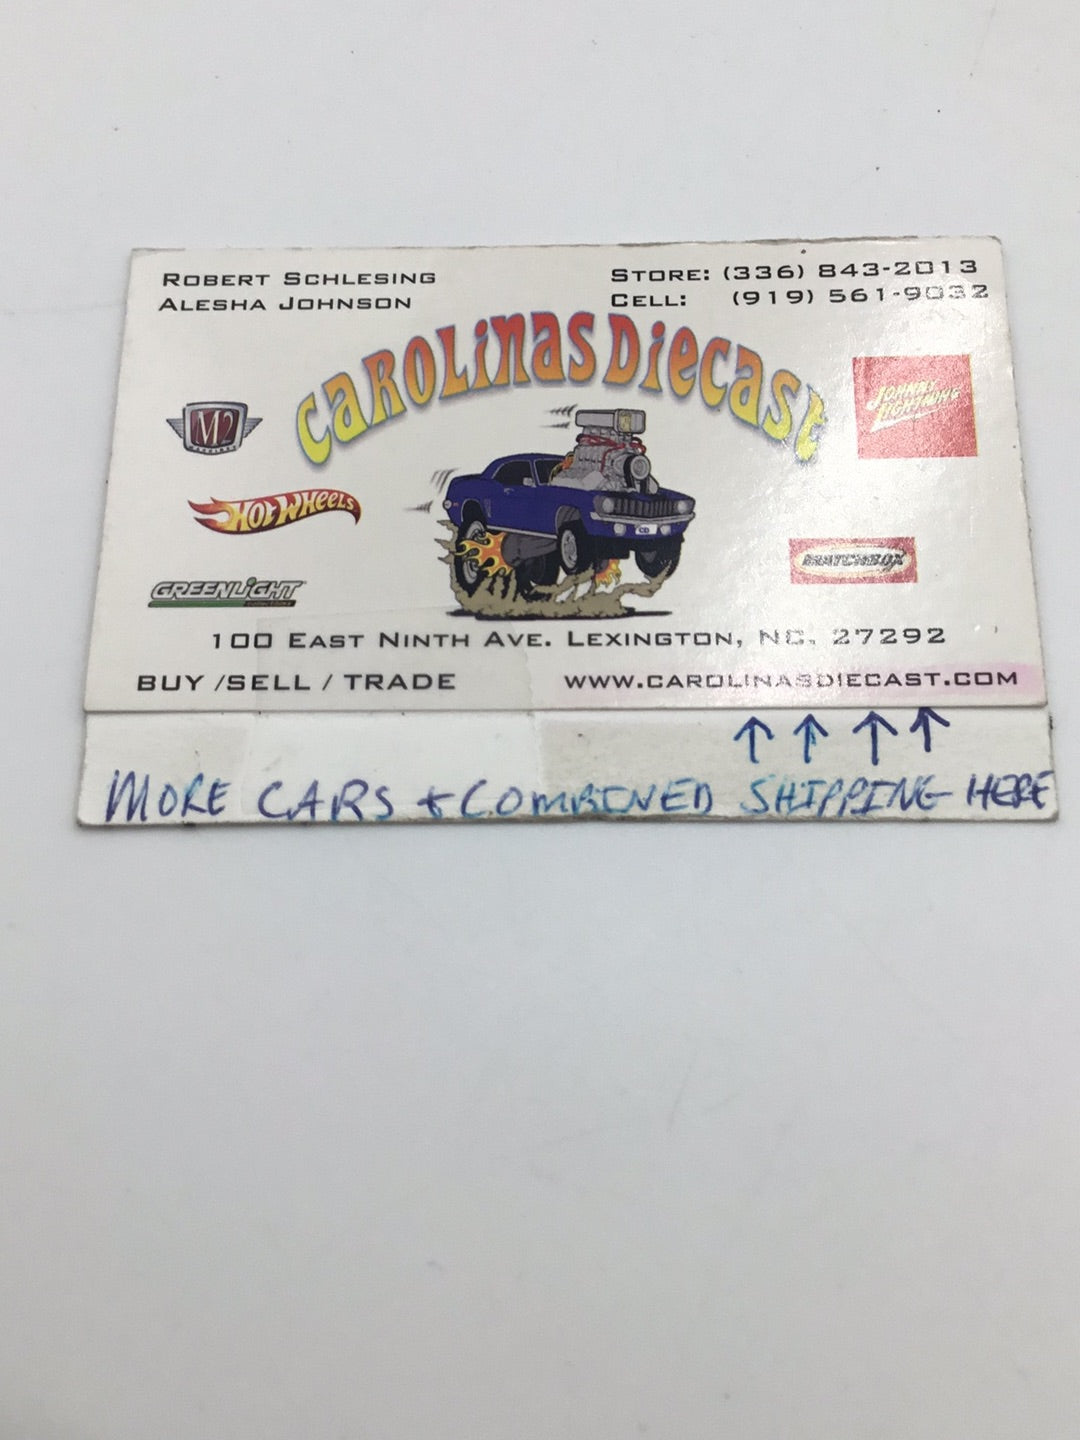 ROBERT SCHLESING
ALESHA JOHNSON
STORE: (336) 843-2013
CELL: (919) 561-9032
CAROLINAS DIECAST
M2
MACHINES
JOHNNY LIGHTNING
HOT WHEELS
MATCHBOX
GREENLIGHT
CD
100 EAST NINTH AVE. LEXINGTON, NC. 27292
BUY /SELL / TRADE
WWW.CAROLINASDIECAST.COM
↑ ↑ ↑ ↑
MORE CARS + COMBINED SHIPPING HERE